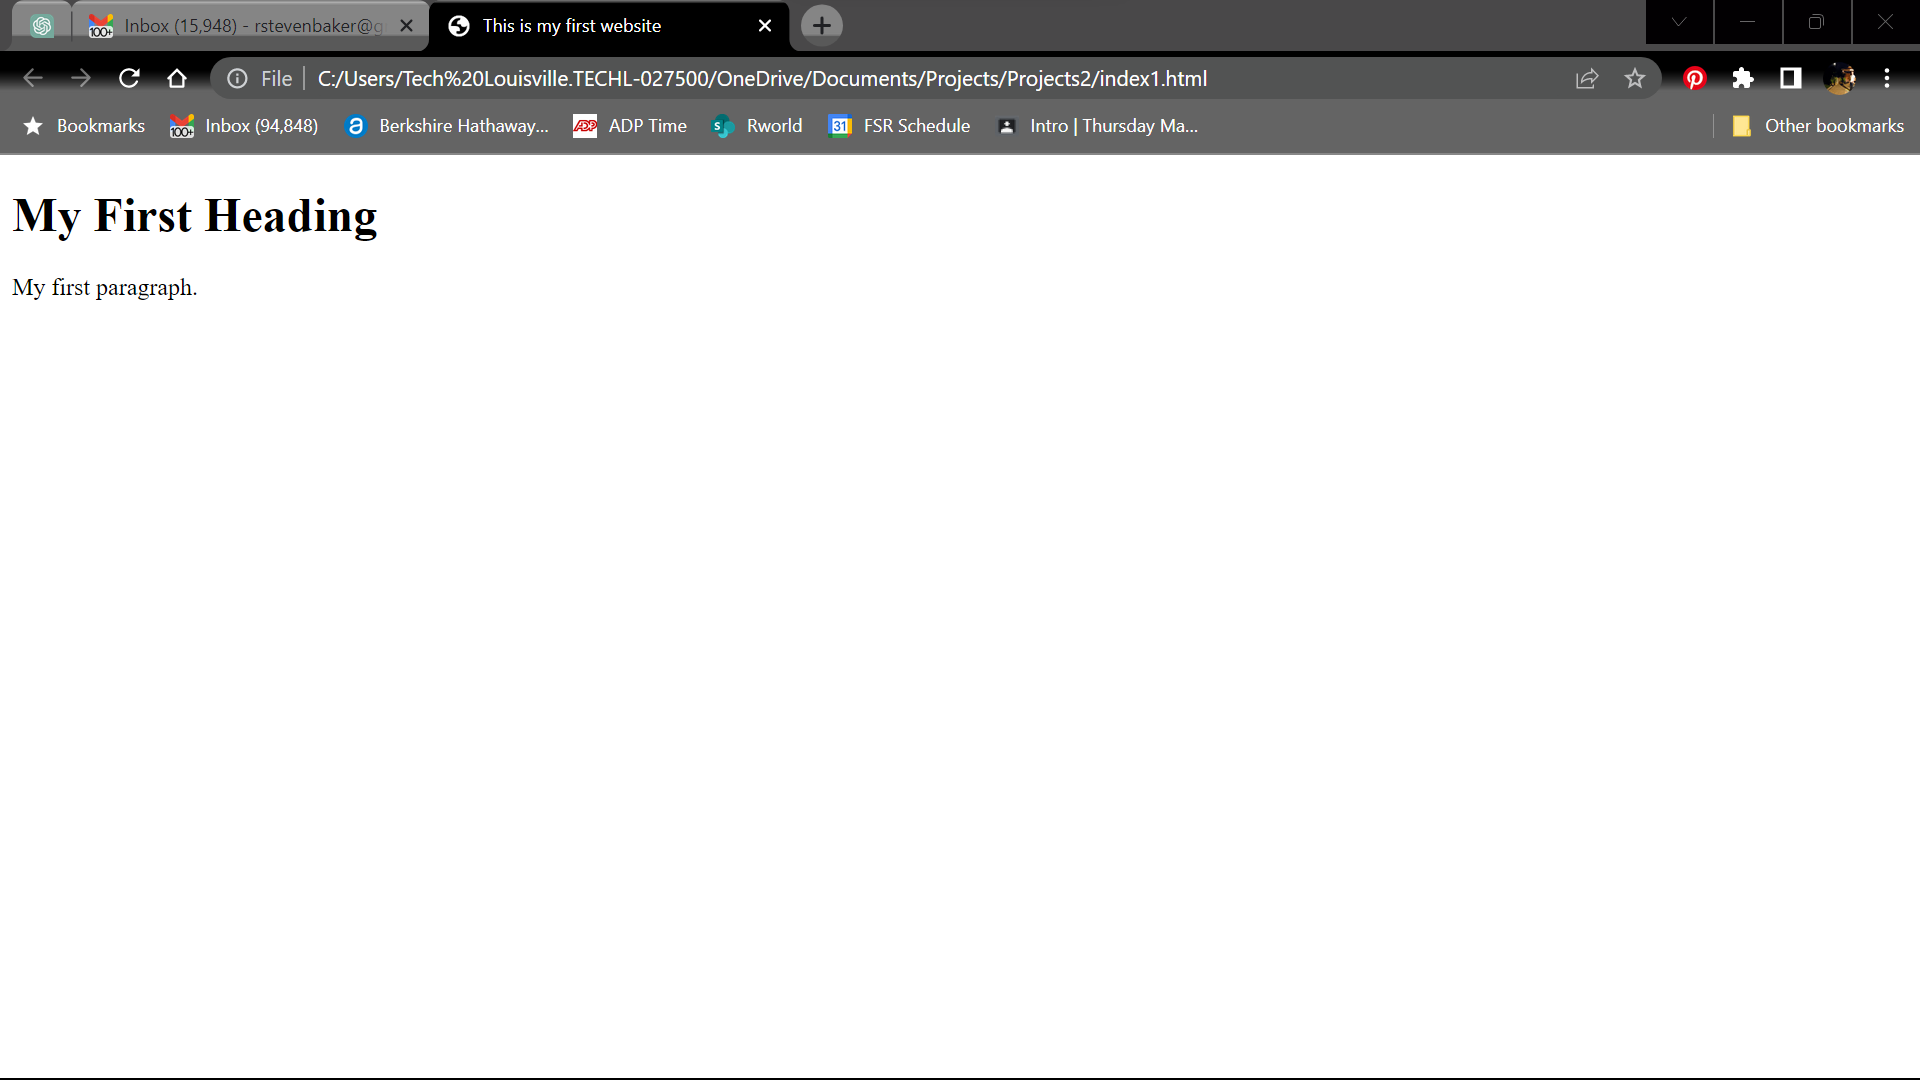 Inbox (15,948) - rstevenbaker@g
This is my first website
File
C:/Users/Tech%20Louisville.TECHL-027500/OneDrive/Documents/Projects/Projects2/index1.html
Bookmarks
100+ Inbox (94,848)
Berkshire Hathaway...
ADP Time
Rworld
31 FSR Schedule
Intro | Thursday Ma...
Other bookmarks
My First Heading
My first paragraph.